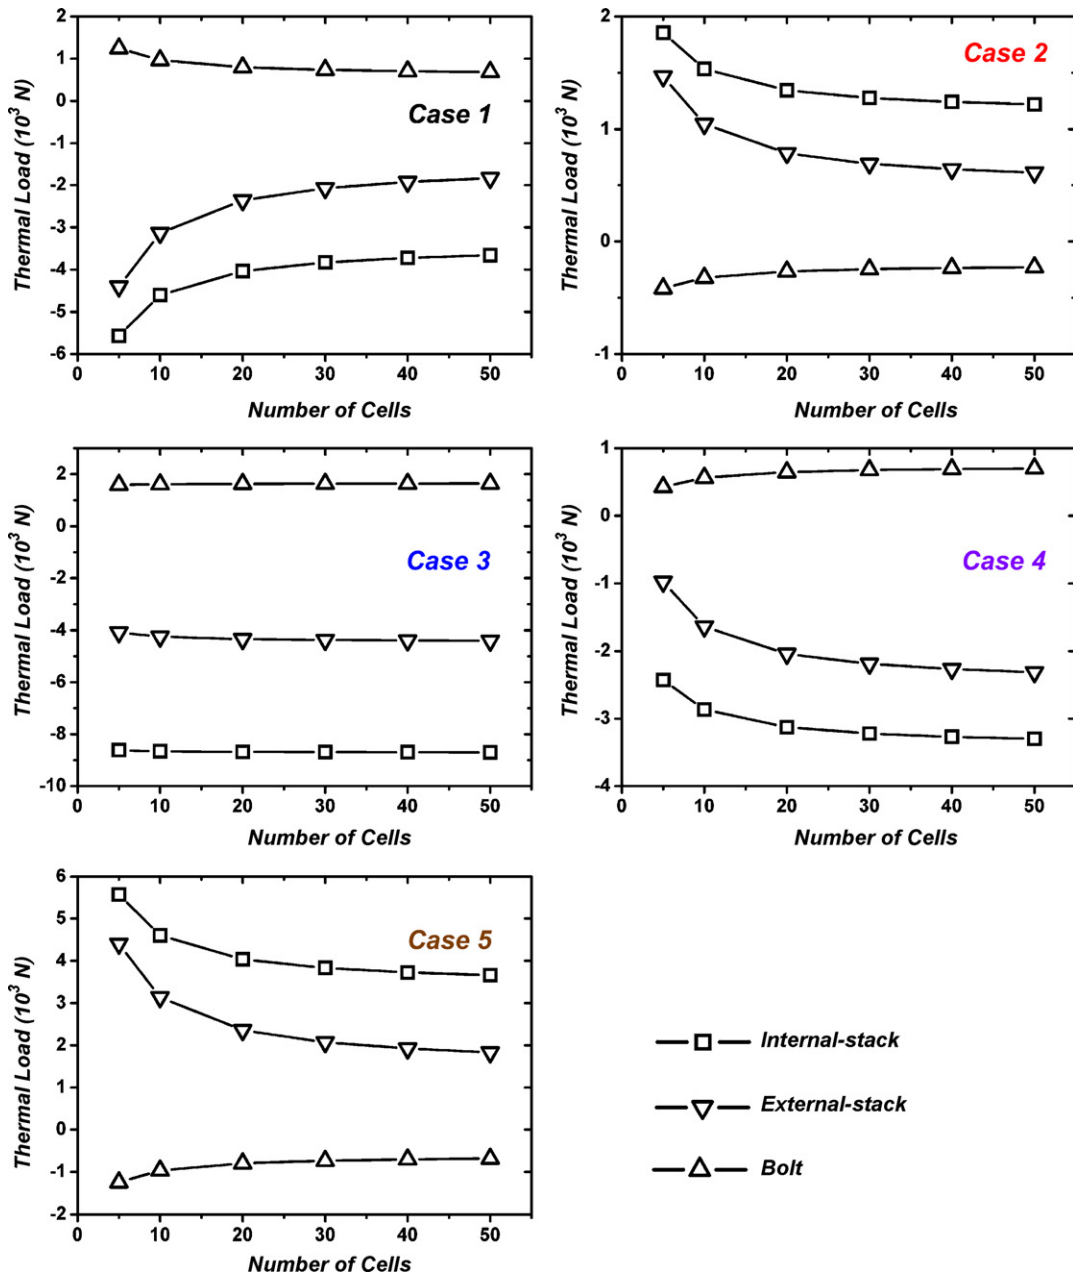 2
1
0
-1
-2
-3
-4
-5
-6
Thermal Load (10³ N)
Case 1
0 10 20 30 40 50
Number of Cells
2
1
0
-1
Thermal Load (10³ N)
Case 2
0 10 20 30 40 50
Number of Cells
2
0
-2
-4
-6
-8
-10
Thermal Load (10³ N)
Case 3
0 10 20 30 40 50
Number of Cells
1
0
-1
-2
-3
-4
Thermal Load (10³ N)
Case 4
0 10 20 30 40 50
Number of Cells
6
5
4
3
2
1
0
-1
-2
Thermal Load (10³ N)
Case 5
0 10 20 30 40 50
Number of Cells
Internal-stack
External-stack
Bolt